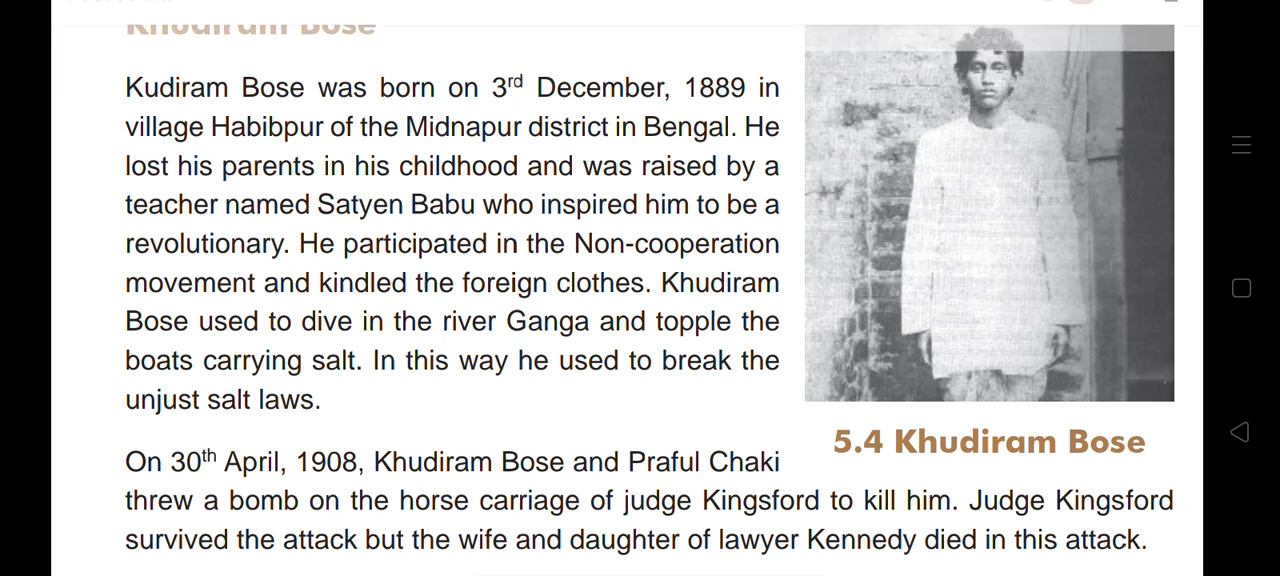 Khudiram Bose
Kudiram Bose was born on 3rd December, 1889 in
village Habibpur of the Midnapur district in Bengal. He
lost his parents in his childhood and was raised by a
teacher named Satyen Babu who inspired him to be a
revolutionary. He participated in the Non-cooperation
movement and kindled the foreign clothes. Khudiram
Bose used to dive in the river Ganga and topple the
boats carrying salt. In this way he used to break the
unjust salt laws.
5.4 Khudiram Bose
On 30th April, 1908, Khudiram Bose and Praful Chaki
threw a bomb on the horse carriage of judge Kingsford to kill him. Judge Kingsford
survived the attack but the wife and daughter of lawyer Kennedy died in this attack.